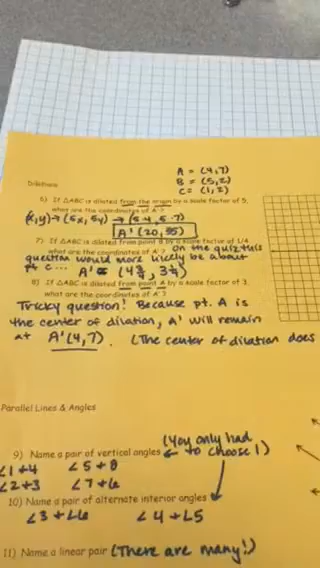 A = (4,7)
B = (5,2)
C = (1,2)
Dilations
6) If △ABC is dilated from the origin by a scale factor of 5,
what are the coordinates of A'?
(x,y) → (5x, 5y) → (5·4, 5·7)
A'(20, 35)
7) If △ABC is dilated from point B by a scale factor of 1/4,
what are the coordinates of A'? on the quiz this
question would more likely be about
pt C... A' = (4 3/4, 3 1/4)
8) If △ABC is dilated from point A by a scale factor of 3,
what are the coordinates of A'?
Tricky question! Because pt. A is
the center of dilation, A' will remain
at A'(4,7). (The center of dilation does
Parallel Lines & Angles
(You only had
9) Name a pair of vertical angles ← to choose 1)
∠1+4 ∠5+8
∠2+3 ∠7+6
10) Name a pair of alternate interior angles
∠3+∠6 ∠4+∠5
11) Name a linear pair (There are many!)